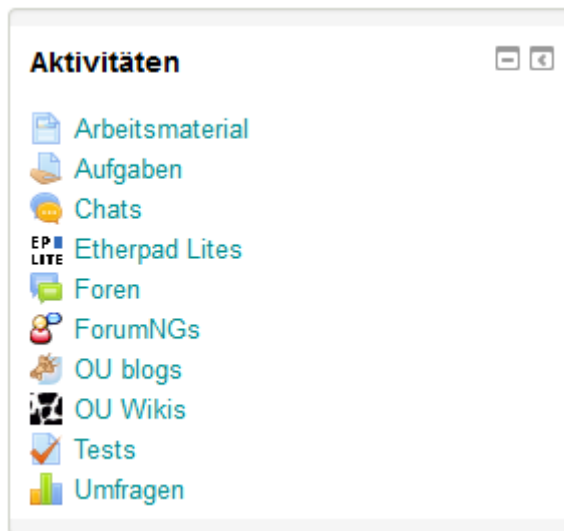 Aktivitäten
Arbeitsmaterial
Aufgaben
Chats
EP LITE Etherpad Lites
Foren
ForumNGs
OU blogs
OU Wikis
Tests
Umfragen